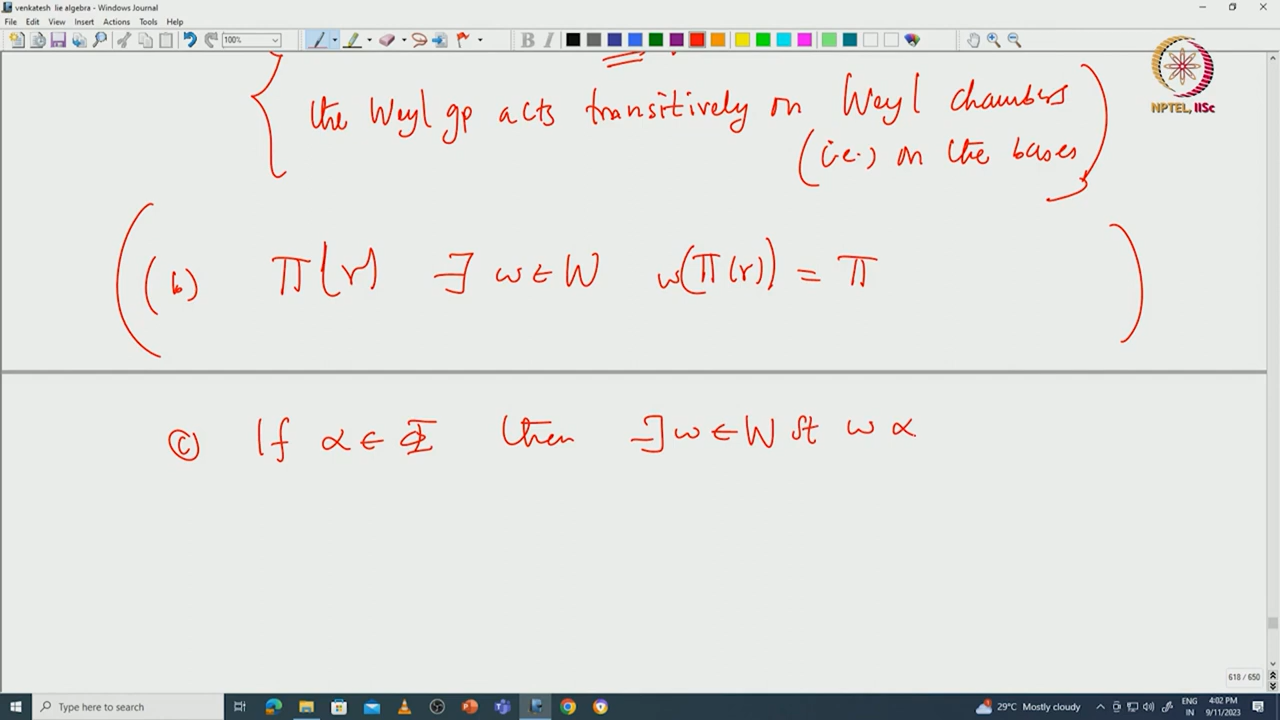 venkatesh lie algebra - Windows Journal
File Edit View Insert Actions Tools Help
100%
NPTEL, IISc
the Weyl gp acts transitively on Weyl chambers
(i.e.) on the bases
(b) Π(γ) ∃ w ∈ W w(Π(γ)) = Π
(c) If α ∈ Φ then ∃ w ∈ W st w α
618 / 650
Type here to search
29°C Mostly cloudy
ENG
IN
4:02 PM
9/11/2023